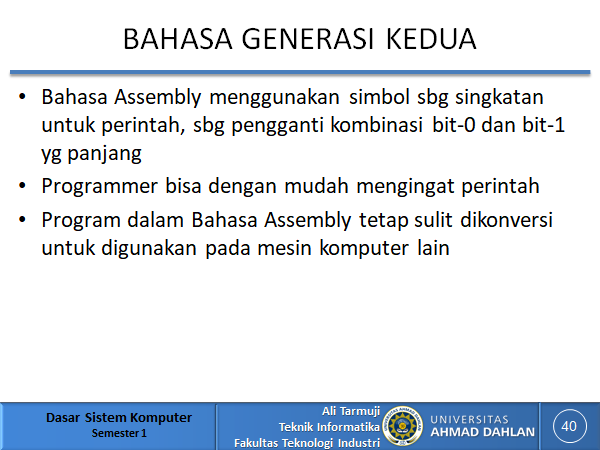 BAHASA GENERASI KEDUA
• Bahasa Assembly menggunakan simbol sbg singkatan
untuk perintah, sbg pengganti kombinasi bit-0 dan bit-1
yg panjang
• Programmer bisa dengan mudah mengingat perintah
• Program dalam Bahasa Assembly tetap sulit dikonversi
untuk digunakan pada mesin komputer lain
Dasar Sistem Komputer
Semester 1
Ali Tarmuji
Teknik Informatika
Fakultas Teknologi Industri
UNIVERSITAS
AHMAD DAHLAN
40